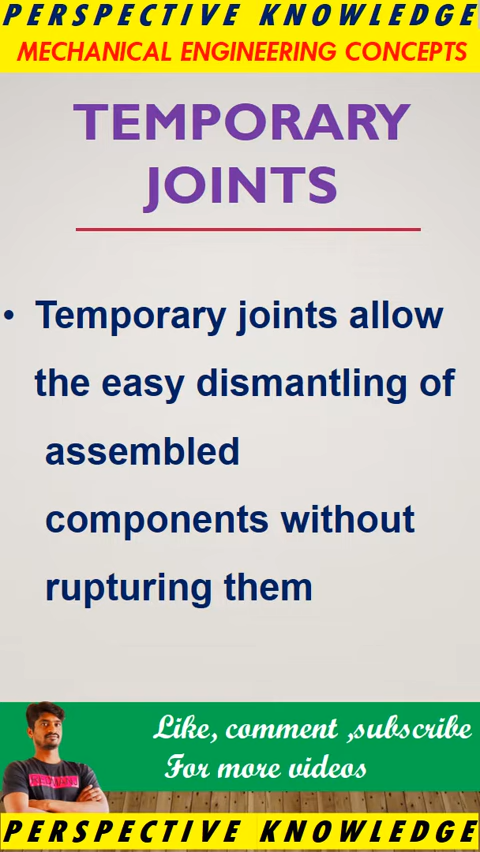 PERSPECTIVE KNOWLEDGE
MECHANICAL ENGINEERING CONCEPTS
TEMPORARY
JOINTS
• Temporary joints allow
the easy dismantling of
assembled
components without
rupturing them
Like, comment ,subscribe
For more videos
PERSPECTIVE KNOWLEDGE